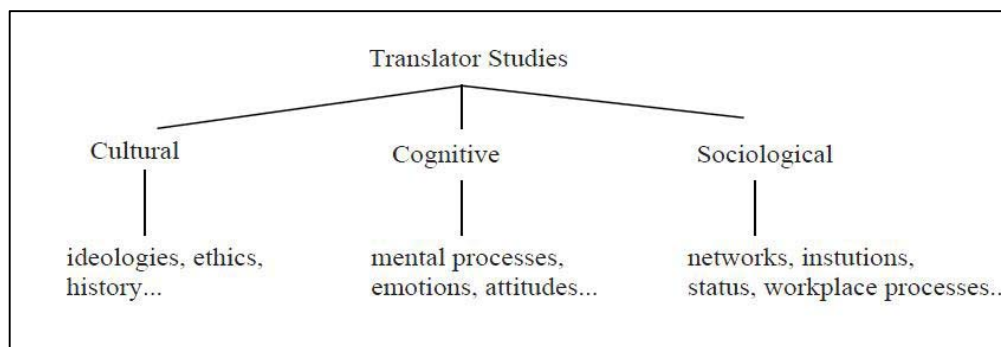 Translator Studies
Cultural
Cognitive
Sociological
ideologies, ethics,
history...
mental processes,
emotions, attitudes...
networks, instutions,
status, workplace processes..